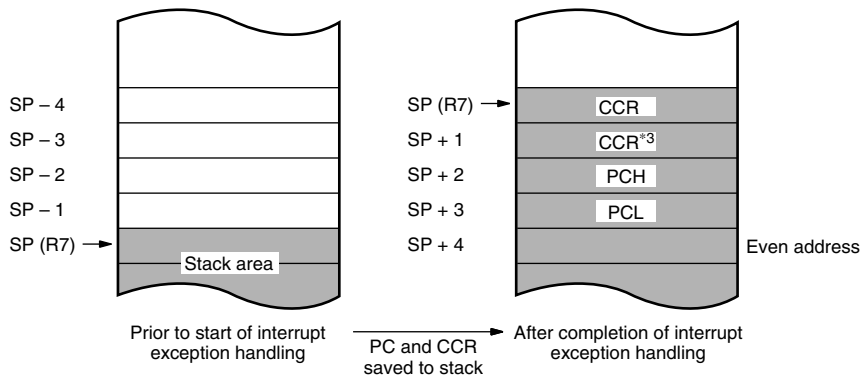 SP – 4
SP – 3
SP – 2
SP – 1
SP (R7)
Stack area
Prior to start of interrupt
exception handling
PC and CCR
saved to stack
SP (R7)
SP + 1
SP + 2
SP + 3
SP + 4
CCR
CCR*3
PCH
PCL
Even address
After completion of interrupt
exception handling